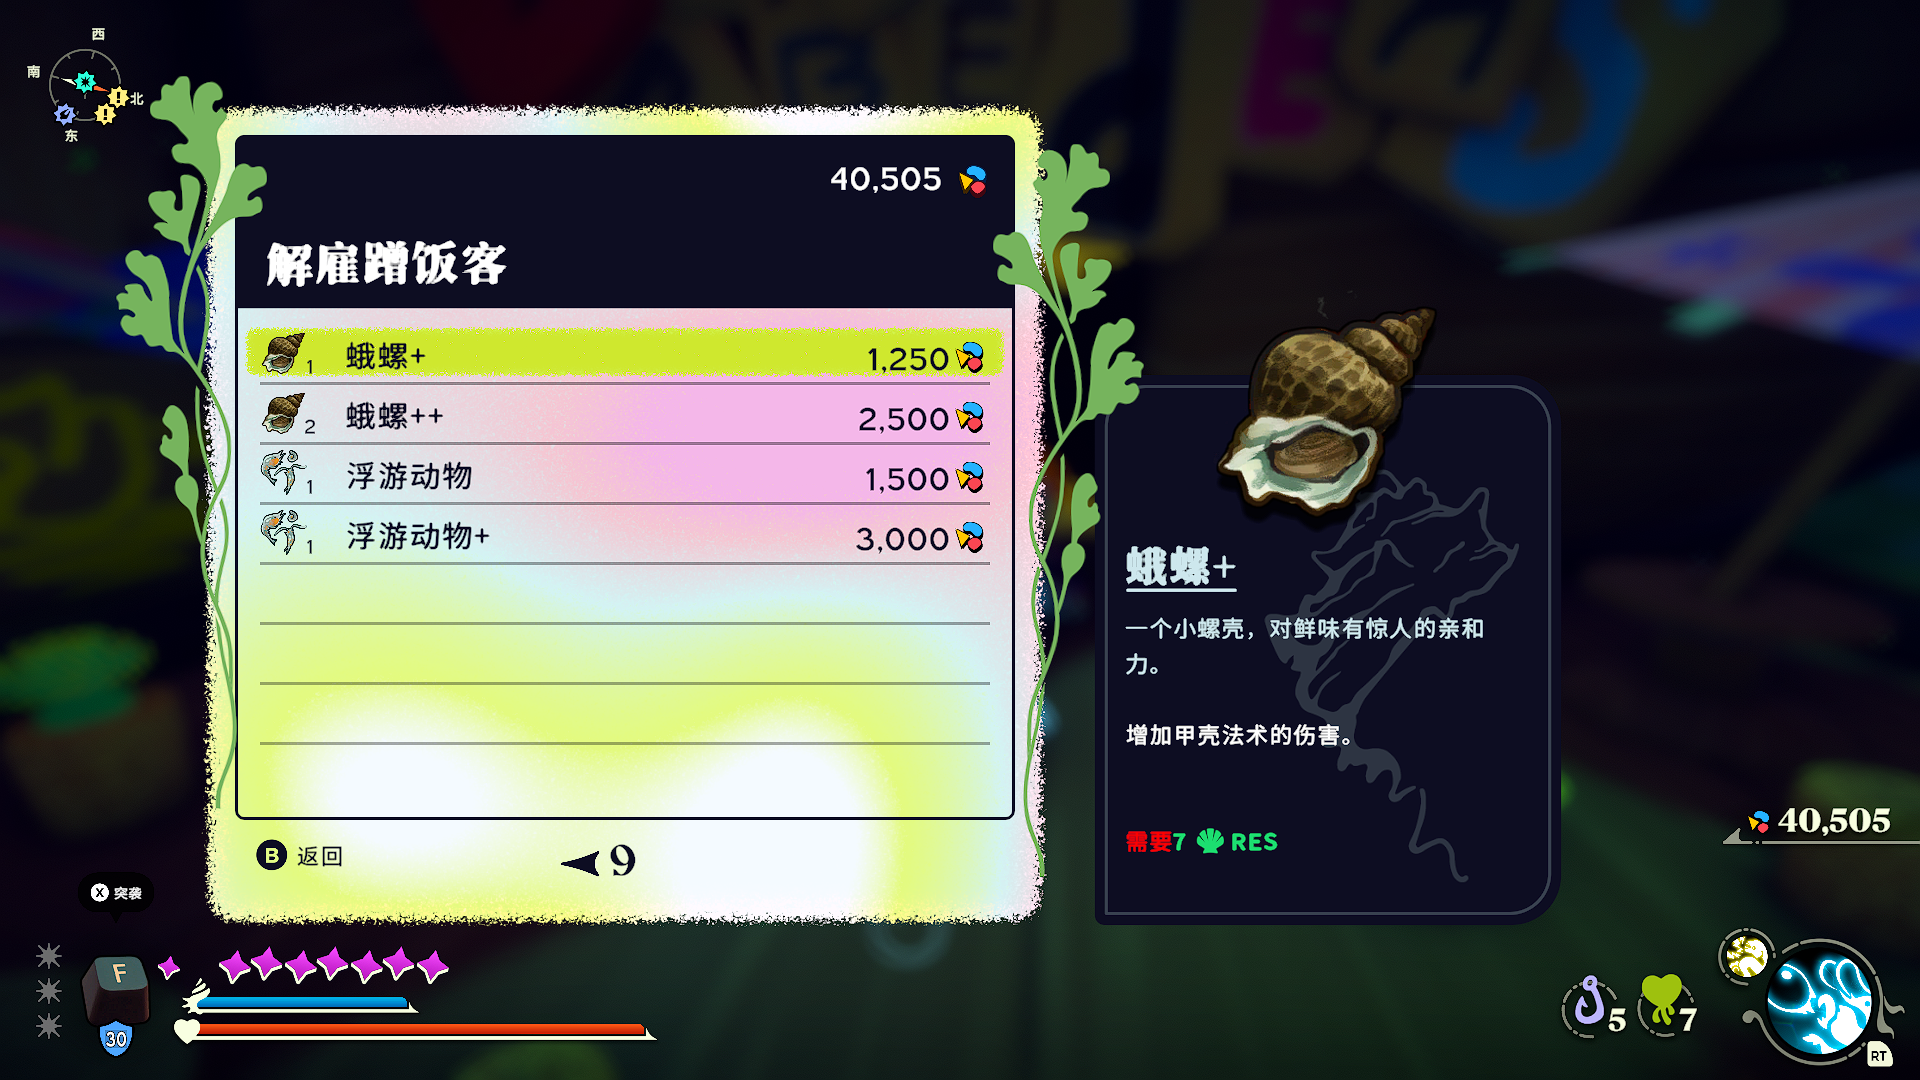 西
南
北
东
40,505
解雇蹭饭客
1 蛾螺+ 1,250
2 蛾螺++ 2,500
1 浮游动物 1,500
1 浮游动物+ 3,000
B 返回
9
蛾螺+
一个小螺壳，对鲜味有惊人的亲和
力。
增加甲壳法术的伤害。
需要7 RES
40,505
X 突袭
F
30
5
7
RT